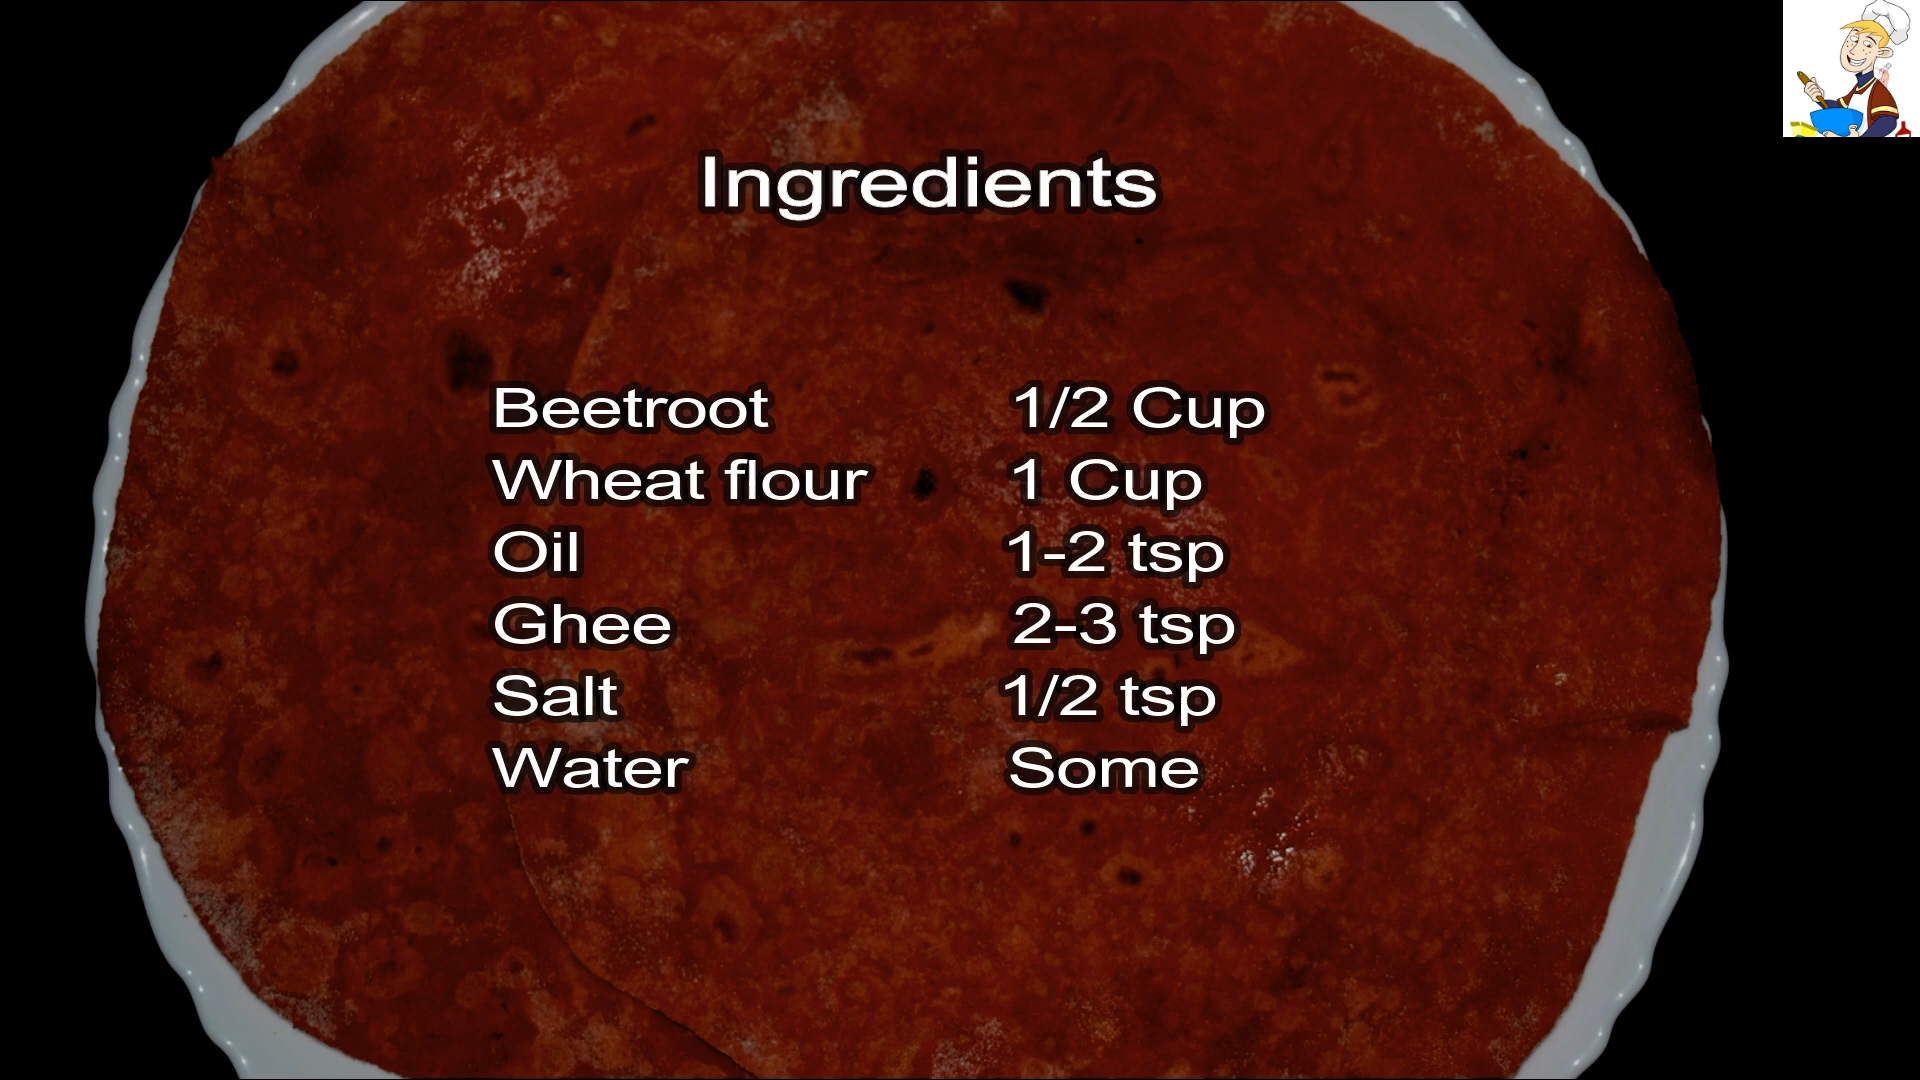 Ingredients
Beetroot 1/2 Cup
Wheat flour 1 Cup
Oil 1-2 tsp
Ghee 2-3 tsp
Salt 1/2 tsp
Water Some